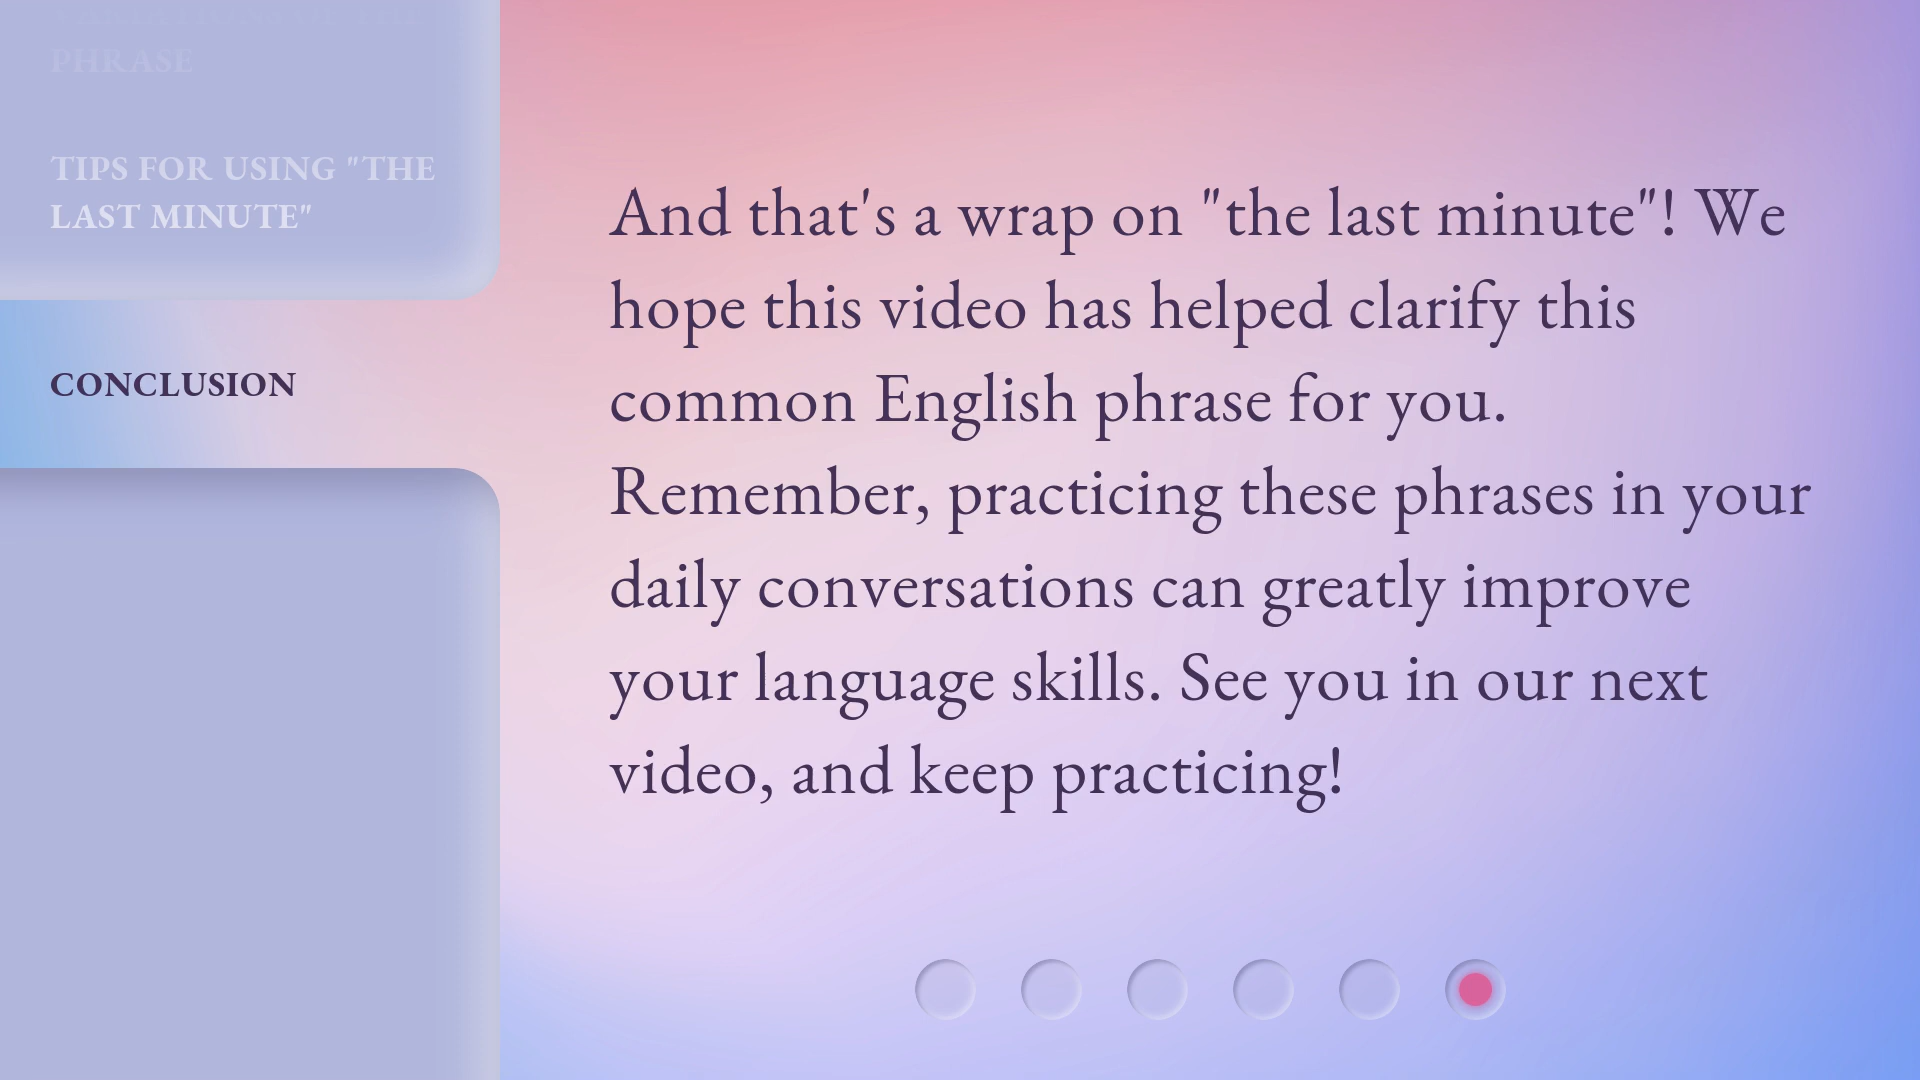 PHRASE
TIPS FOR USING "THE
LAST MINUTE"
CONCLUSION
And that's a wrap on "the last minute"! We
hope this video has helped clarify this
common English phrase for you.
Remember, practicing these phrases in your
daily conversations can greatly improve
your language skills. See you in our next
video, and keep practicing!